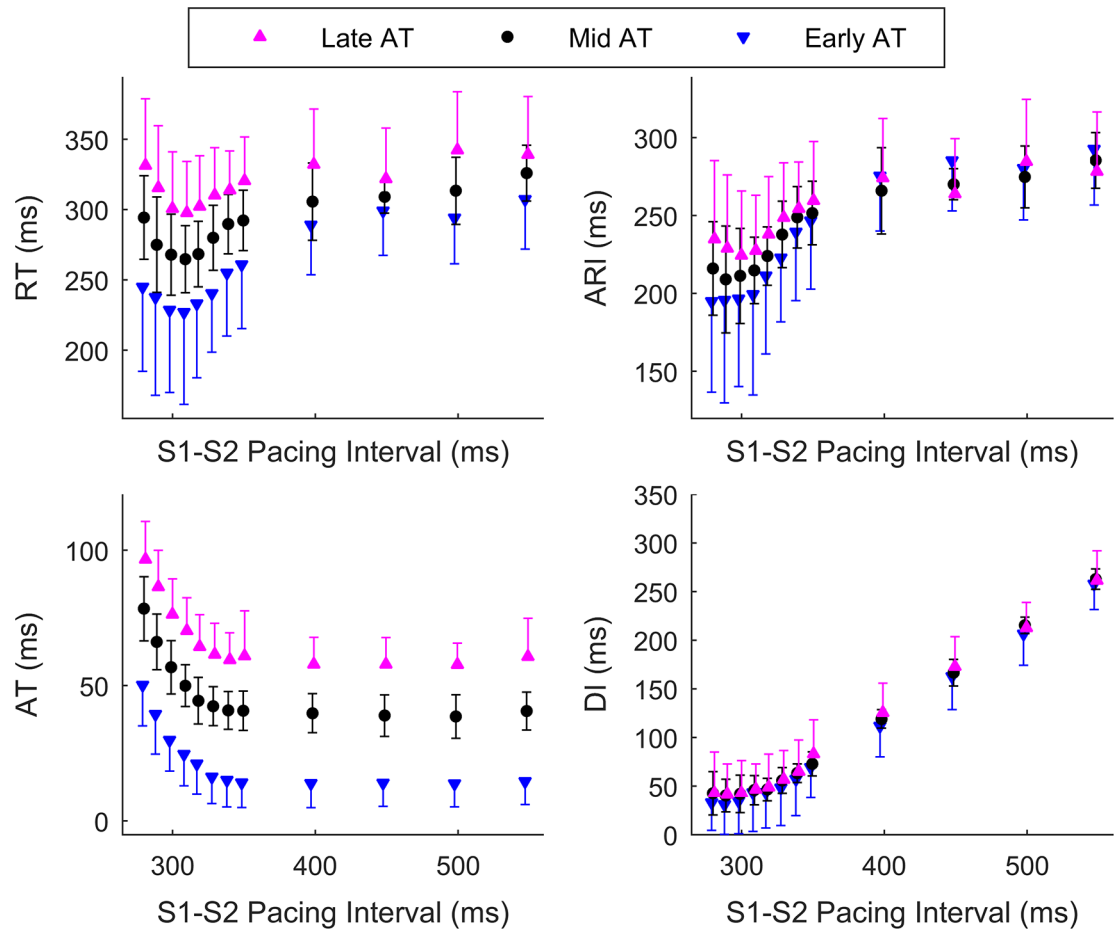 Late AT Mid AT Early AT
RT (ms)
350
300
250
200
S1-S2 Pacing Interval (ms)
ARI (ms)
300
250
200
150
S1-S2 Pacing Interval (ms)
AT (ms)
100
50
0
300 400 500
S1-S2 Pacing Interval (ms)
DI (ms)
350
300
250
200
150
100
50
0
300 400 500
S1-S2 Pacing Interval (ms)